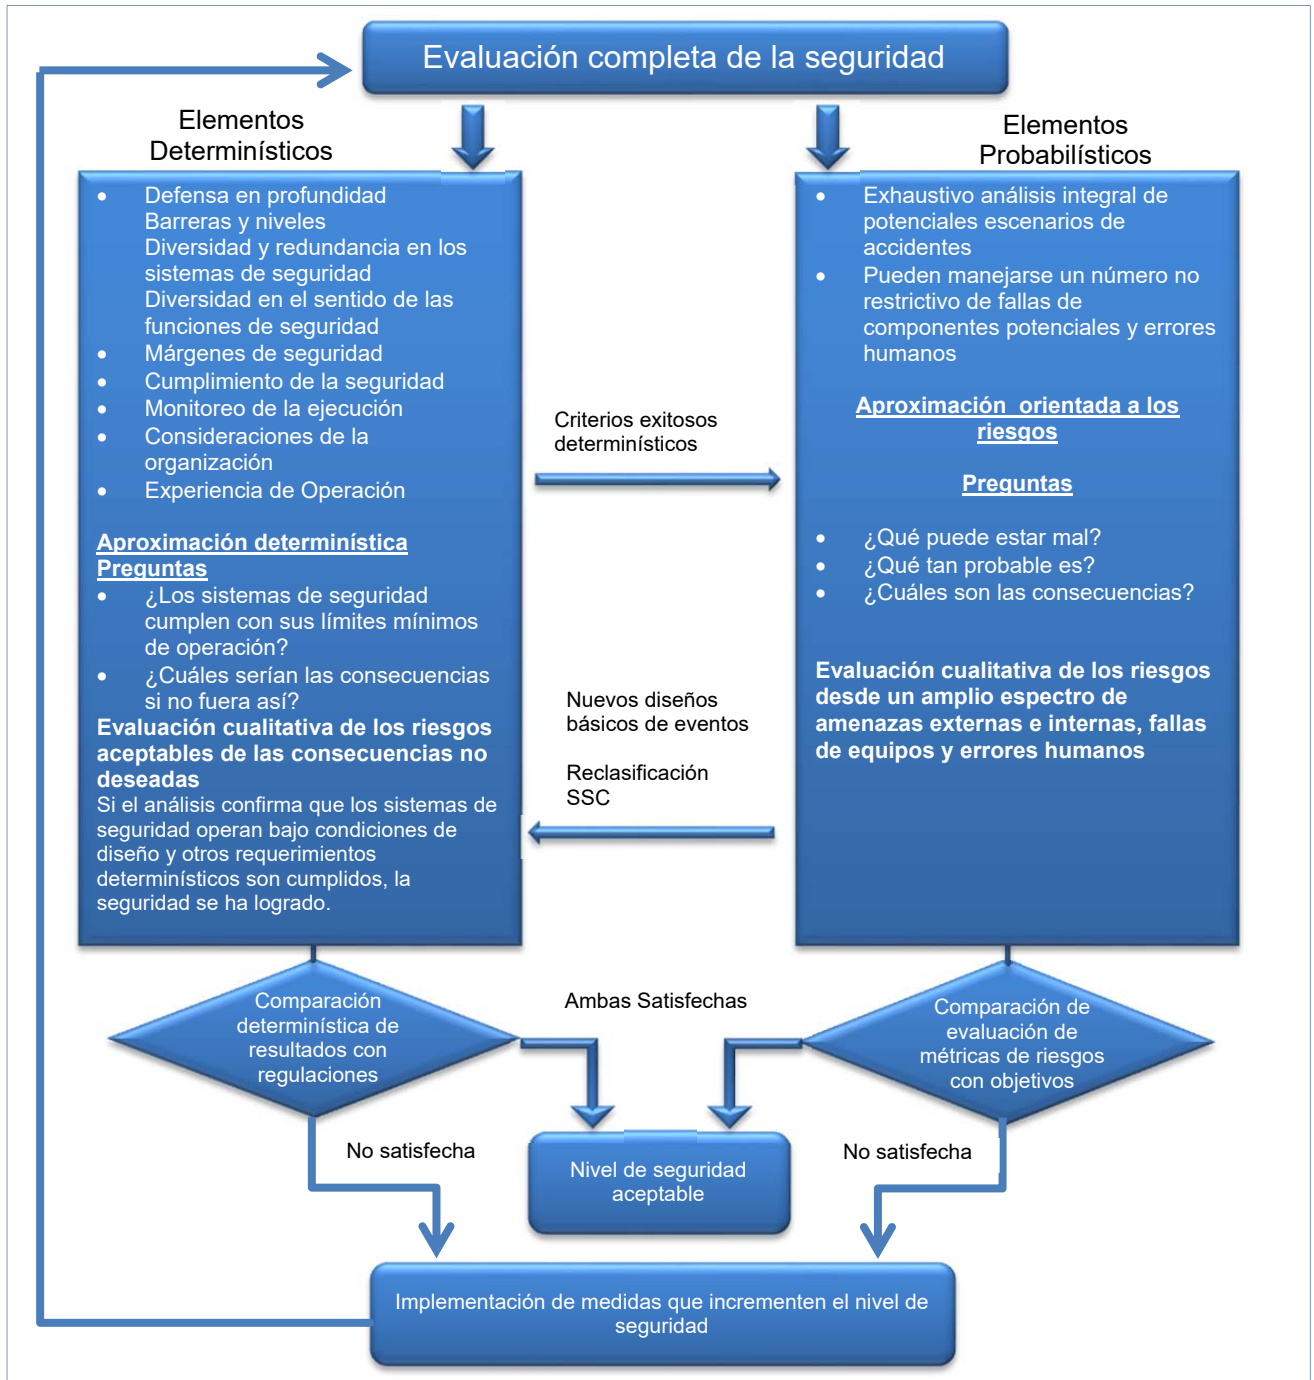 Evaluación completa de la seguridad
Elementos
Determinísticos
Elementos
Probabilísticos
• Defensa en profundidad
Barreras y niveles
Diversidad y redundancia en los
sistemas de seguridad
Diversidad en el sentido de las
funciones de seguridad
• Márgenes de seguridad
• Cumplimiento de la seguridad
• Monitoreo de la ejecución
• Consideraciones de la
organización
• Experiencia de Operación
Aproximación determinística
Preguntas
• ¿Los sistemas de seguridad
cumplen con sus límites mínimos
de operación?
• ¿Cuáles serían las consecuencias
si no fuera así?
Evaluación cualitativa de los riesgos
aceptables de las consecuencias no
deseadas
Si el análisis confirma que los sistemas de
seguridad operan bajo condiciones de
diseño y otros requerimientos
determinísticos son cumplidos, la
seguridad se ha logrado.
Criterios exitosos
determinísticos
Nuevos diseños
básicos de eventos
Reclasificación
SSC
• Exhaustivo análisis integral de
potenciales escenarios de
accidentes
• Pueden manejarse un número no
restrictivo de fallas de
componentes potenciales y errores
humanos
Aproximación orientada a los
riesgos
Preguntas
• ¿Qué puede estar mal?
• ¿Qué tan probable es?
• ¿Cuáles son las consecuencias?
Evaluación cualitativa de los riesgos
desde un amplio espectro de
amenazas externas e internas, fallas
de equipos y errores humanos
Comparación
determinística de
resultados con
regulaciones
Ambas Satisfechas
Comparación de
evaluación de
métricas de riesgos
con objetivos
No satisfecha
Nivel de seguridad
aceptable
No satisfecha
Implementación de medidas que incrementen el nivel de
seguridad